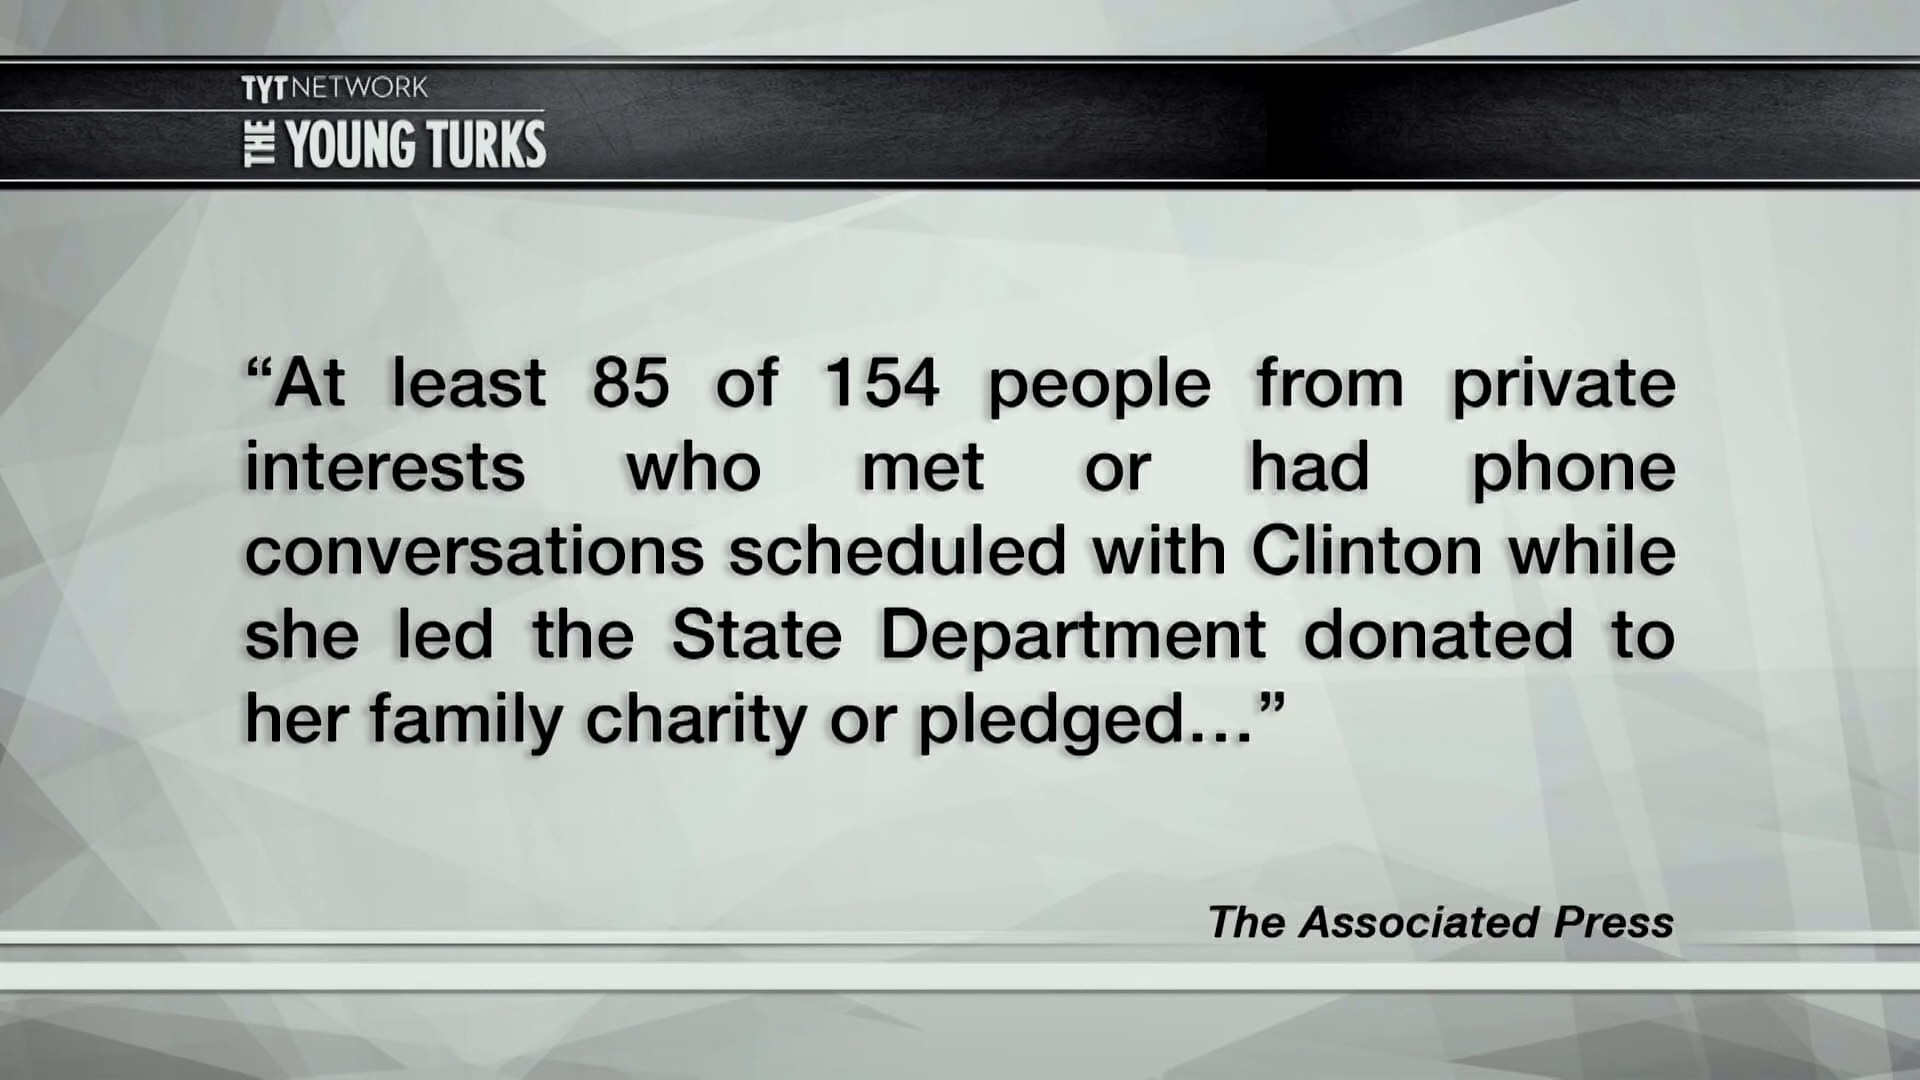 TYTNETWORK
THE YOUNG TURKS
“At least 85 of 154 people from private
interests who met or had phone
conversations scheduled with Clinton while
she led the State Department donated to
her family charity or pledged…”
The Associated Press